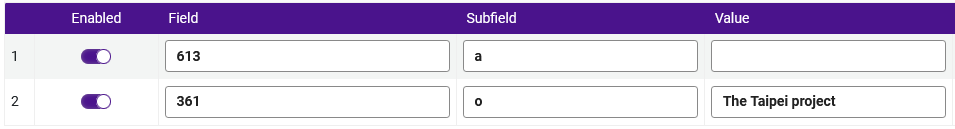 Enabled Field Subfield Value
1 613 a
2 361 o The Taipei project